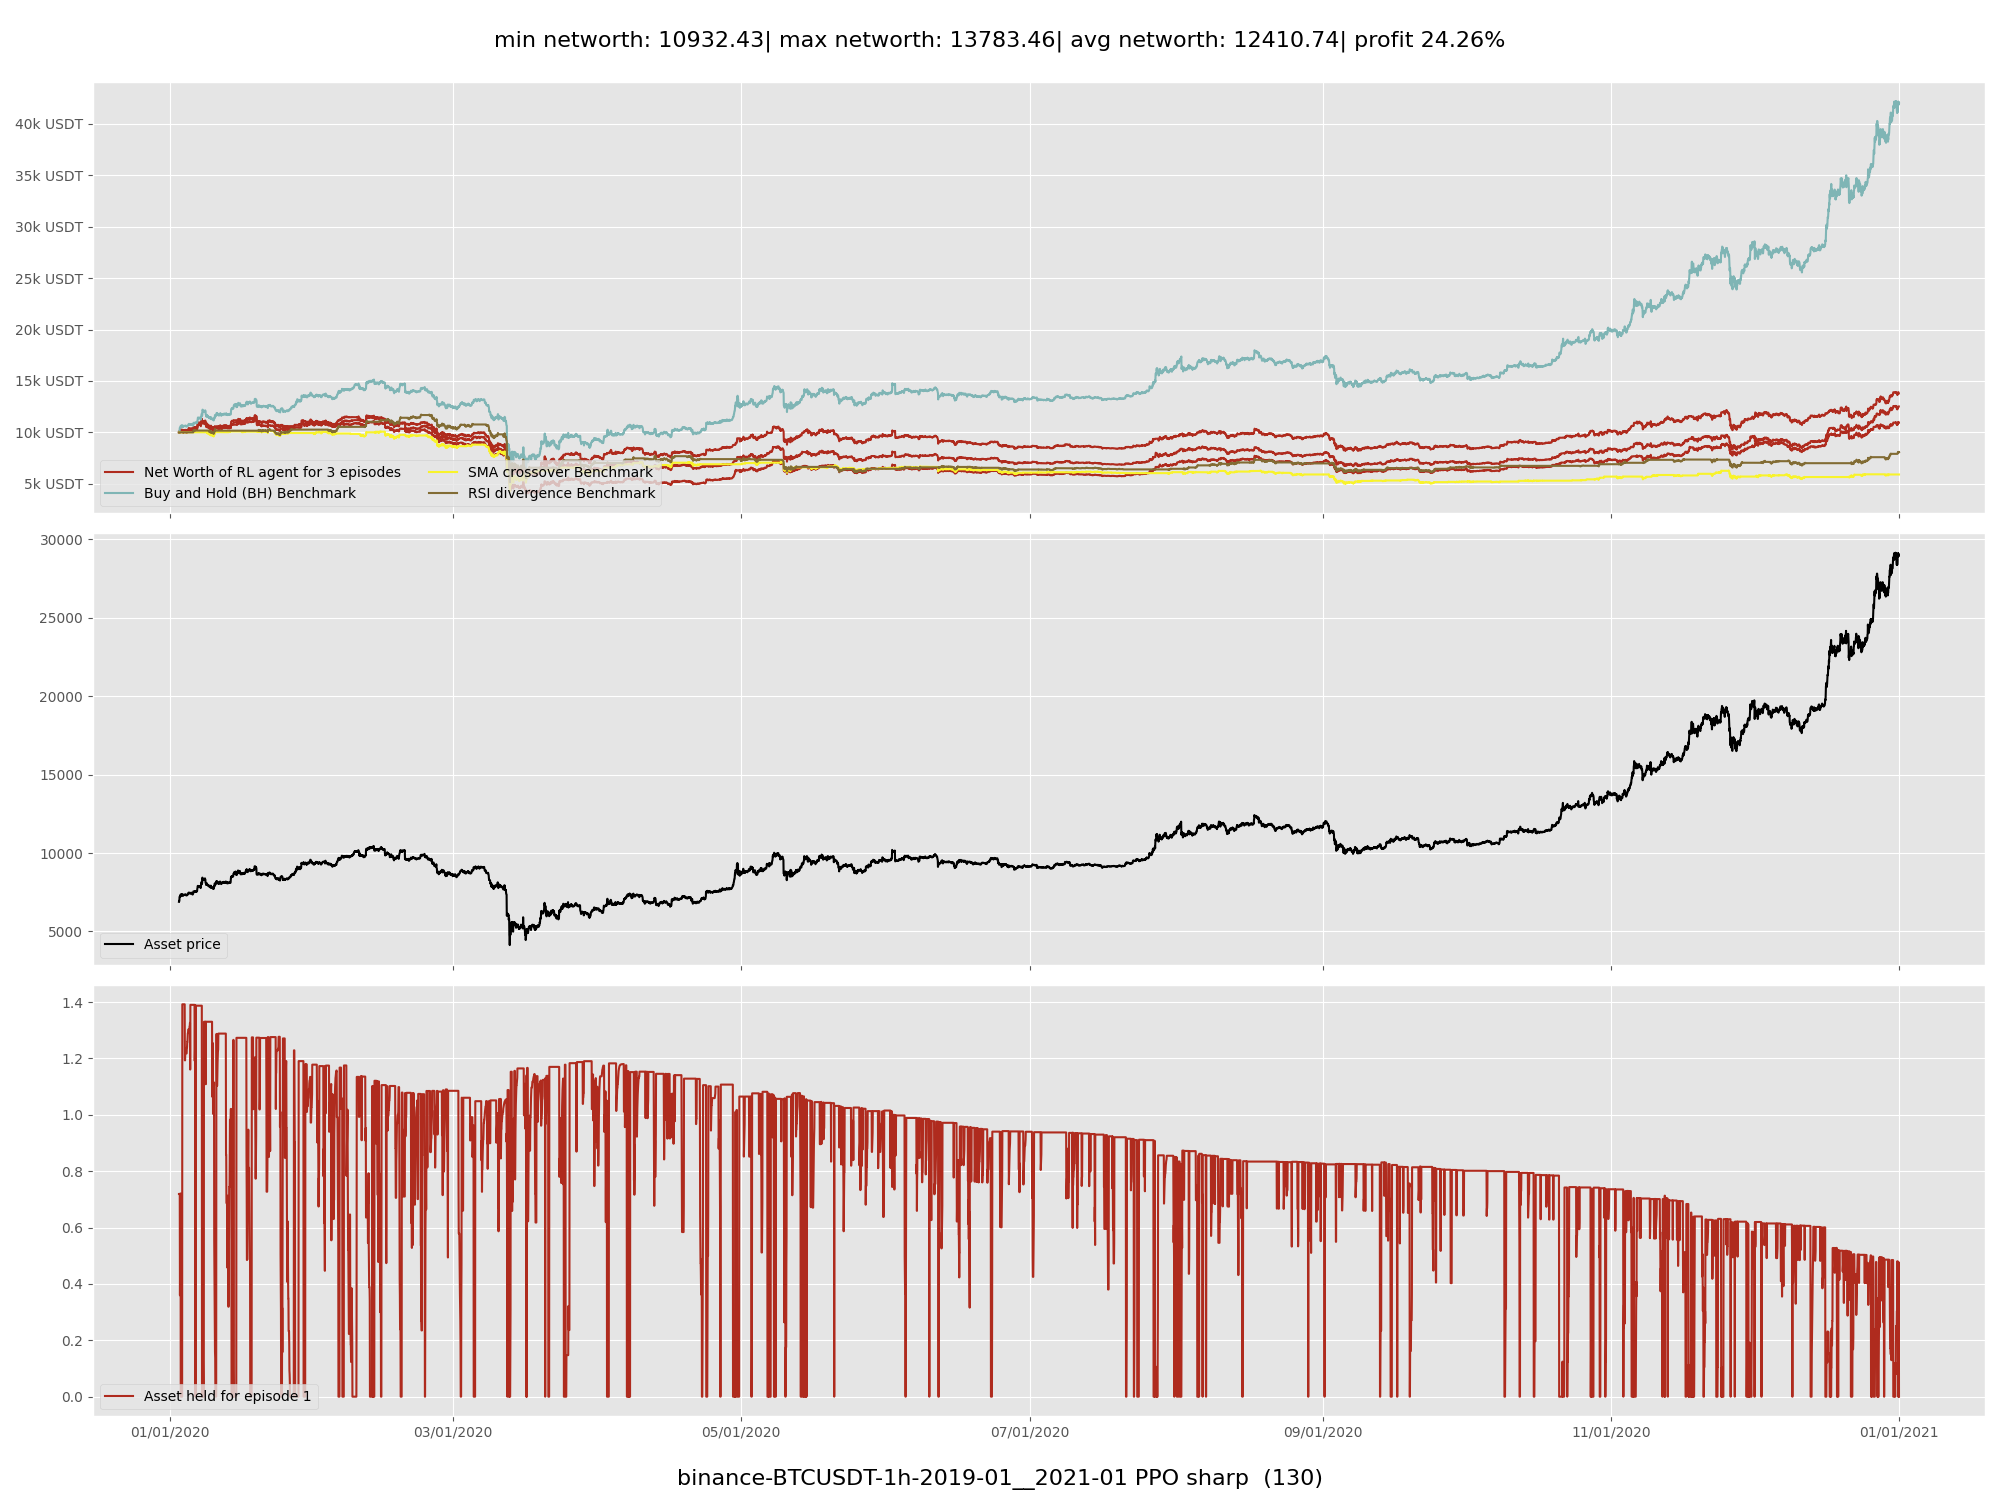 min networth: 10932.43| max networth: 13783.46| avg networth: 12410.74| profit 24.26%
40k USDT
35k USDT
30k USDT
25k USDT
20k USDT
15k USDT
10k USDT
5k USDT
Net Worth of RL agent for 3 episodes
Buy and Hold (BH) Benchmark
SMA crossover Benchmark
RSI divergence Benchmark
30000
25000
20000
15000
10000
5000
Asset price
1.4
1.2
1.0
0.8
0.6
0.4
0.2
0.0
Asset held for episode 1
01/01/2020
03/01/2020
05/01/2020
07/01/2020
09/01/2020
11/01/2020
01/01/2021
binance-BTCUSDT-1h-2019-01__2021-01 PPO sharp  (130)